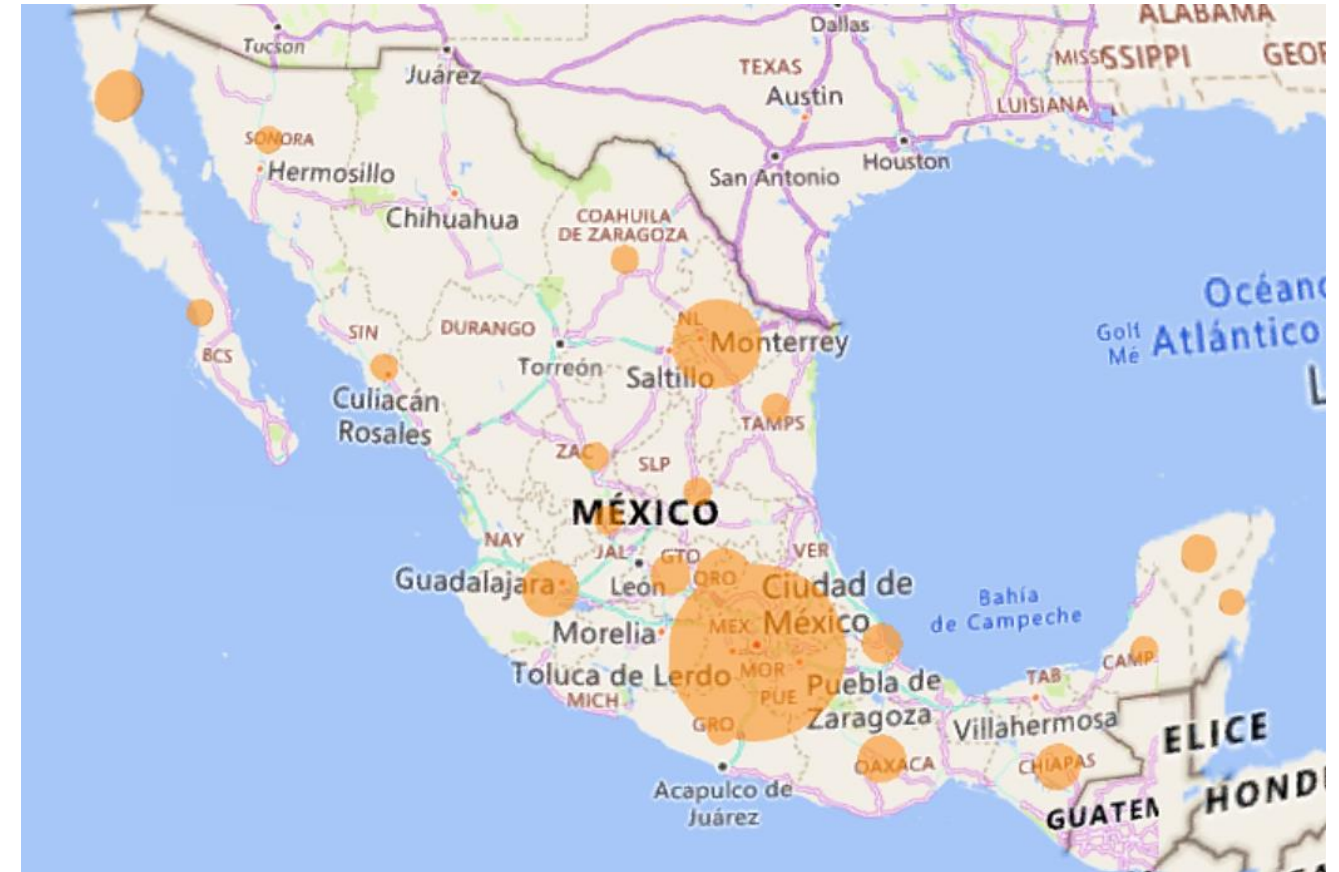 ALABAMA
Dallas
Tucson
MISSISSIPPI
GEOR
TEXAS
Juárez
Austin
LUISIANA
SONORA
Houston
Hermosillo
San Antonio
Chihuahua
COAHUILA
DE ZARAGOZA
Océano
Golf
Mé
Atlántico
NL
SIN
DURANGO
Monterrey
BCS
Torreón
Saltillo
L
Culiacán
Rosales
TAMPS
ZAC
SLP
MÉXICO
NAY
JAL
GTO
VER
Guadalajara
León
QRO
Ciudad de
México
Bahía
de Campeche
Morelia
MEX
CAMP
Toluca de Lerdo
MOR
TAB
MICH
PUE
Puebla de
Zaragoza
GRO
Villahermosa
ELICE
OAXACA
CHIAPAS
Acapulco de
Juárez
GUATEM
HONDU